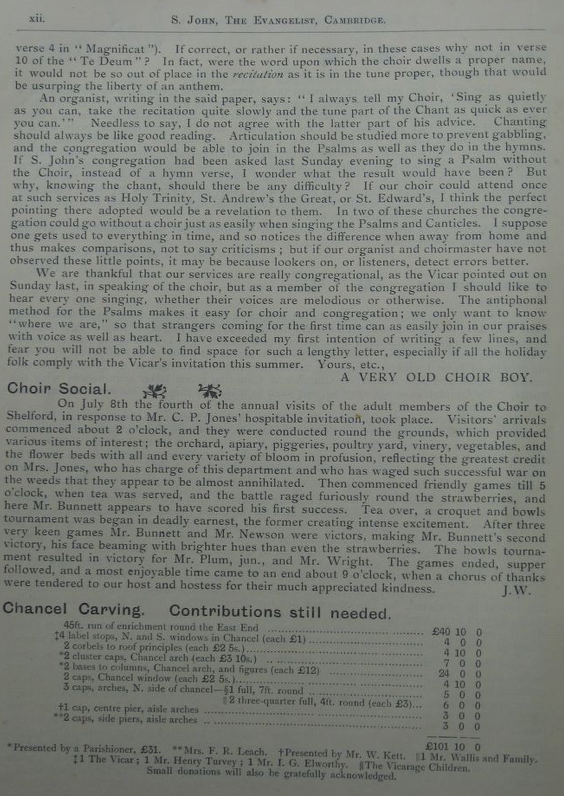 xii. S. JOHN, THE EVANGELIST, CAMBRIDGE.
verse 4 in “ Magnificat ”). If correct, or rather if necessary, in these cases why not in verse
10 of the “ Te Deum ” ? In fact, were the word upon which the choir dwells a proper name,
it would not be so out of place in the recitation as it is in the tune proper, though that would
be usurping the liberty of an anthem.
An organist, writing in the said paper, says: “ I always tell my Choir, ‘Sing as quietly
as you can, take the recitation quite slowly and the tune part of the Chant as quick as ever
you can.’” Needless to say, I do not agree with the latter part of his advice. Chanting
should always be like good reading. Articulation should be studied more to prevent gabbling,
and the congregation would be able to join in the Psalms as well as they do in the hymns.
If S. John's congregation had been asked last Sunday evening to sing a Psalm without
the Choir, instead of a hymn verse, I wonder what the result would have been? But
why, knowing the chant, should there be any difficulty? If our choir could attend once
at such services as Holy Trinity, St. Andrew's the Great, or St. Edward's, I think the perfect
pointing there adopted would be a revelation to them. In two of these churches the congre-
gation could go without a choir just as easily when singing the Psalms and Canticles. I suppose
one gets used to everything in time, and so notices the difference when away from home and
thus makes comparisons, not to say criticisms ; but if our organist and choirmaster have not
observed these little points, it may be because lookers on, or listeners, detect errors better.
We are thankful that our services are really congregational, as the Vicar pointed out on
Sunday last, in speaking of the choir, but as a member of the congregation I should like to
hear every one singing, whether their voices are melodious or otherwise. The antiphonal
method for the Psalms makes it easy for choir and congregation; we only want to know
“where we are,” so that strangers coming for the first time can as easily join in our praises
with voice as well as heart. I have exceeded my first intention of writing a few lines, and
fear you will not be able to find space for such a lengthy letter, especially if all the holiday
folk comply with the Vicar's invitation this summer. Yours, etc.,
A VERY OLD CHOIR BOY.
Choir Social.
On July 8th the fourth of the annual visits of the adult members of the Choir to
Shelford, in response to Mr. C. P. Jones' hospitable invitation, took place. Visitors' arrivals
commenced about 2 o'clock, and they were conducted round the grounds, which provided
various items of interest; the orchard, apiary, piggeries, poultry yard, vinery, vegetables, and
the flower beds with all and every variety of bloom in profusion, reflecting the greatest credit
on Mrs. Jones, who has charge of this department and who has waged such successful war on
the weeds that they appear to be almost annihilated. Then commenced friendly games till 5
o'clock, when tea was served, and the battle raged furiously round the strawberries, and
here Mr. Bunnett appears to have scored his first success. Tea over, a croquet and bowls
tournament was began in deadly earnest, the former creating intense excitement. After three
very keen games Mr. Bunnett and Mr. Newson were victors, making Mr. Bunnett's second
victory, his face beaming with brighter hues than even the strawberries. The bowls tourna-
ment resulted in victory for Mr. Plum, jun., and Mr. Wright. The games ended, supper
followed, and a most enjoyable time came to an end about 9 o'clock, when a chorus of thanks
were tendered to our host and hostess for their much appreciated kindness. J.W.
Chancel Carving. Contributions still needed.
45ft. run of enrichment round the East End £40 10 0
‡4 label stops, N. and S. windows in Chancel (each £1) 4 0 0
2 corbels to roof principles (each £2 5s.) 4 10 0
*2 cluster caps, Chancel arch (each £3 10s.) 7 0 0
*2 bases to columns, Chancel arch, and figures (each £12) 24 0 0
2 caps, Chancel window (each £2 5s.) 4 10 0
3 caps, arches, N. side of chancel—§1 full, 7ft. round 5 0 0
‖2 three-quarter full, 4ft. round (each £3) 6 0 0
†1 cap, centre pier, aisle arches 3 0 0
**2 caps, side piers, aisle arches 3 0 0
£101 10 0
*Presented by a Parishioner, £31. **Mrs. F. R. Leach. †Presented by Mr. W. Kett. ‖1 Mr. Wallis and Family.
‡1 The Vicar ; 1 Mr. Henry Turvey ; 1 Mr. I. G. Elworthy. §The Vicarage Children.
Small donations will also be gratefully acknowledged.